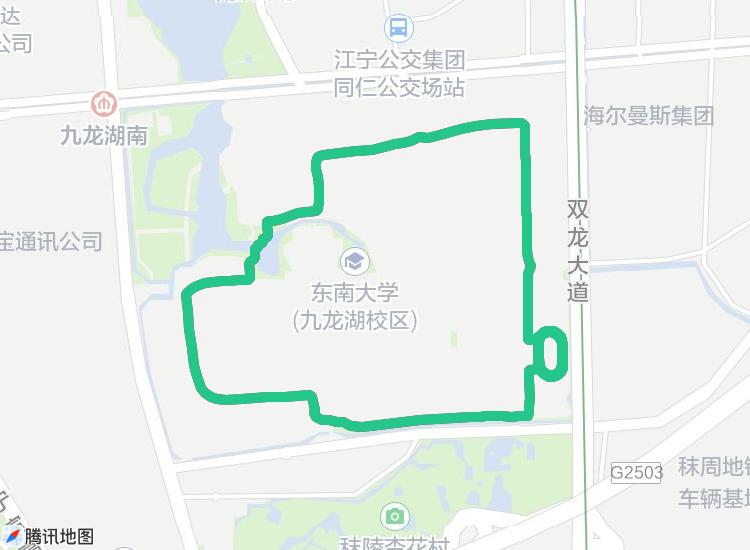 达
公司
江宁公交集团
同仁公交场站
九龙湖南
海尔曼斯集团
双龙大道
宝通讯公司
东南大学
(九龙湖校区)
G2503
秣周地铁
车辆基地
秣陵杏花村
腾讯地图